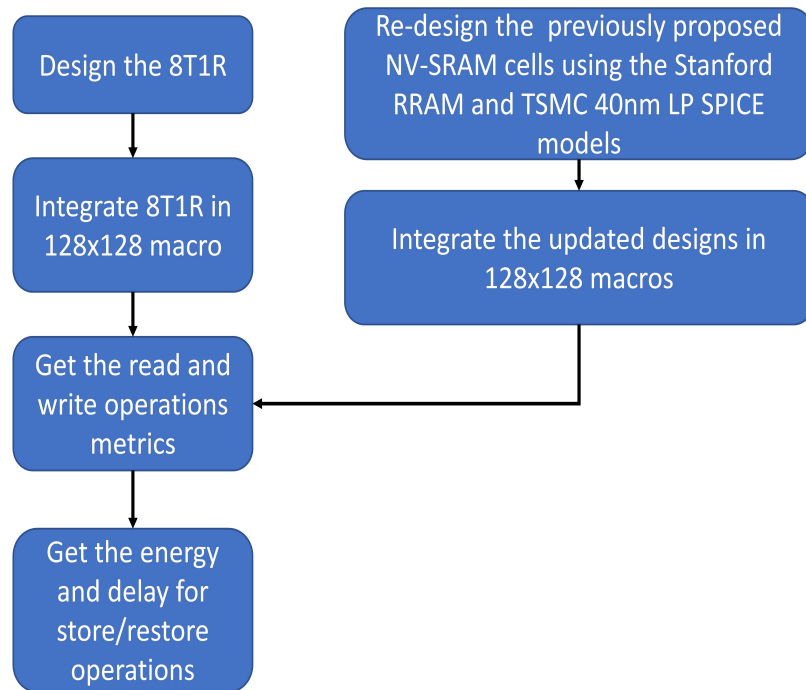 Design the 8T1R
Integrate 8T1R in
128x128 macro
Get the read and
write operations
metrics
Get the energy
and delay for
store/restore
operations
Re-design the previously proposed
NV-SRAM cells using the Stanford
RRAM and TSMC 40nm LP SPICE
models
Integrate the updated designs in
128x128 macros